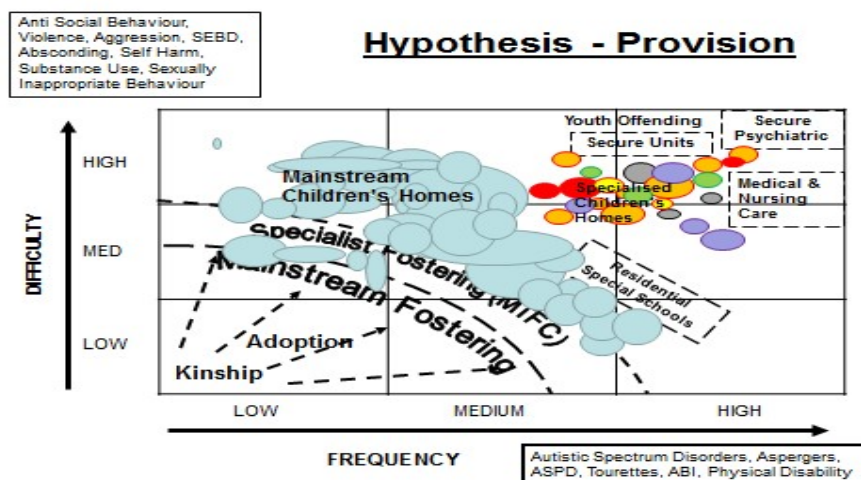 Anti Social Behaviour,
Violence, Aggression, SEBD,
Absconding, Self Harm,
Substance Use, Sexually
Inappropriate Behaviour
Hypothesis - Provision
DIFFICULTY
HIGH
MED
LOW
Youth Offending
Secure Units
Secure
Psychiatric
Mainstream
Children's Homes
Specialised
Children's
Homes
Medical &
Nursing
Care
Specialist Fostering (MTFC)
Mainstream Fostering
Residential
Special Schools
Adoption
Kinship
LOW
MEDIUM
HIGH
FREQUENCY
Autistic Spectrum Disorders, Aspergers,
ASPD, Tourettes, ABI, Physical Disability